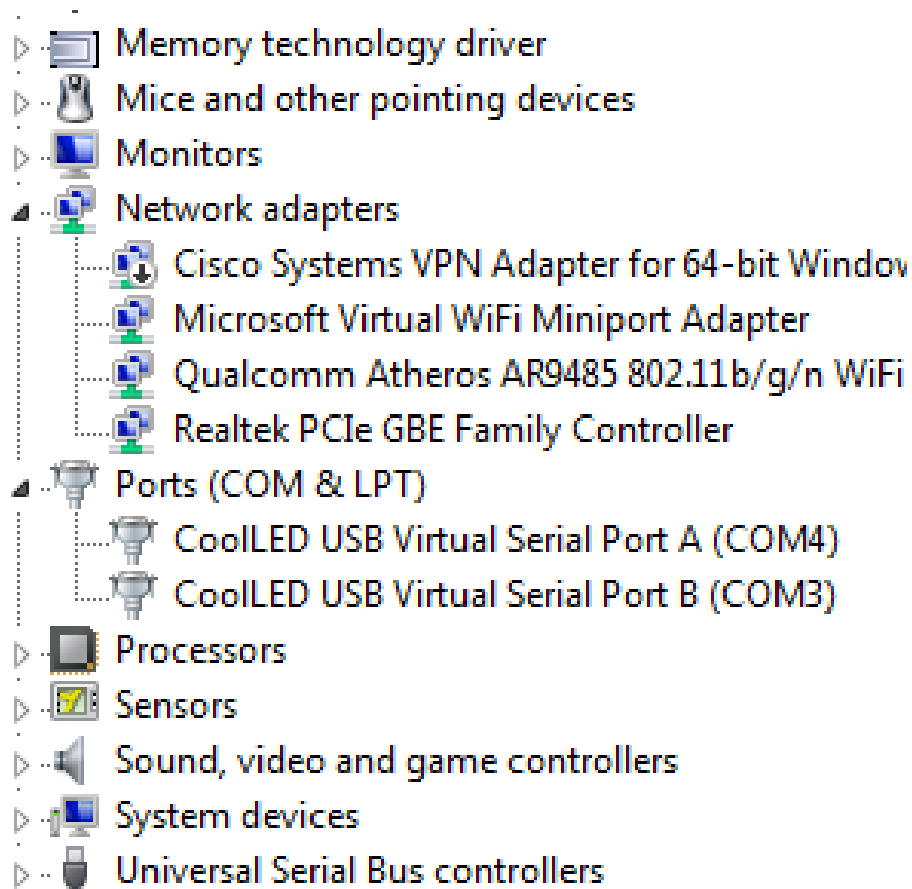 Memory technology driver
Mice and other pointing devices
Monitors
Network adapters
Cisco Systems VPN Adapter for 64-bit
Microsoft Virtual WiFi Miniport Adapter
Qualcomm Atheros AR9485 802.11b/g/n WiFi
Realtek PCIe GBE Family Controller
Ports (COM & LPT)
CoolLED USB Virtual Serial Port A (COM4)
CoolLED USB Virtual Serial Port B (COM3)
Processors
Sensors
Sound, video and game controllers
System devices
Universal Serial Bus controllers